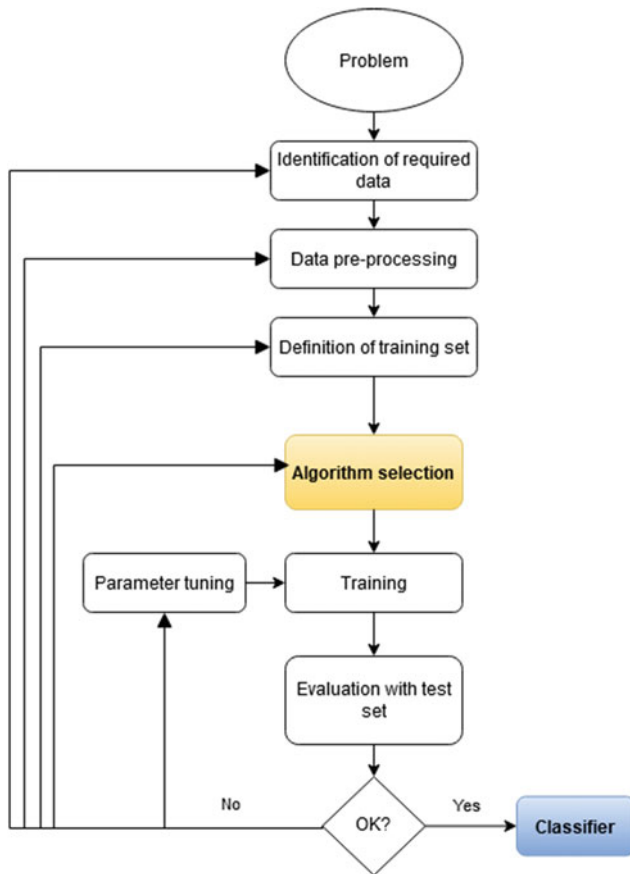 Problem
Identification of required
data
Data pre-processing
Definition of training set
Algorithm selection
Parameter tuning
Training
Evaluation with test
set
No
OK?
Yes
Classifier